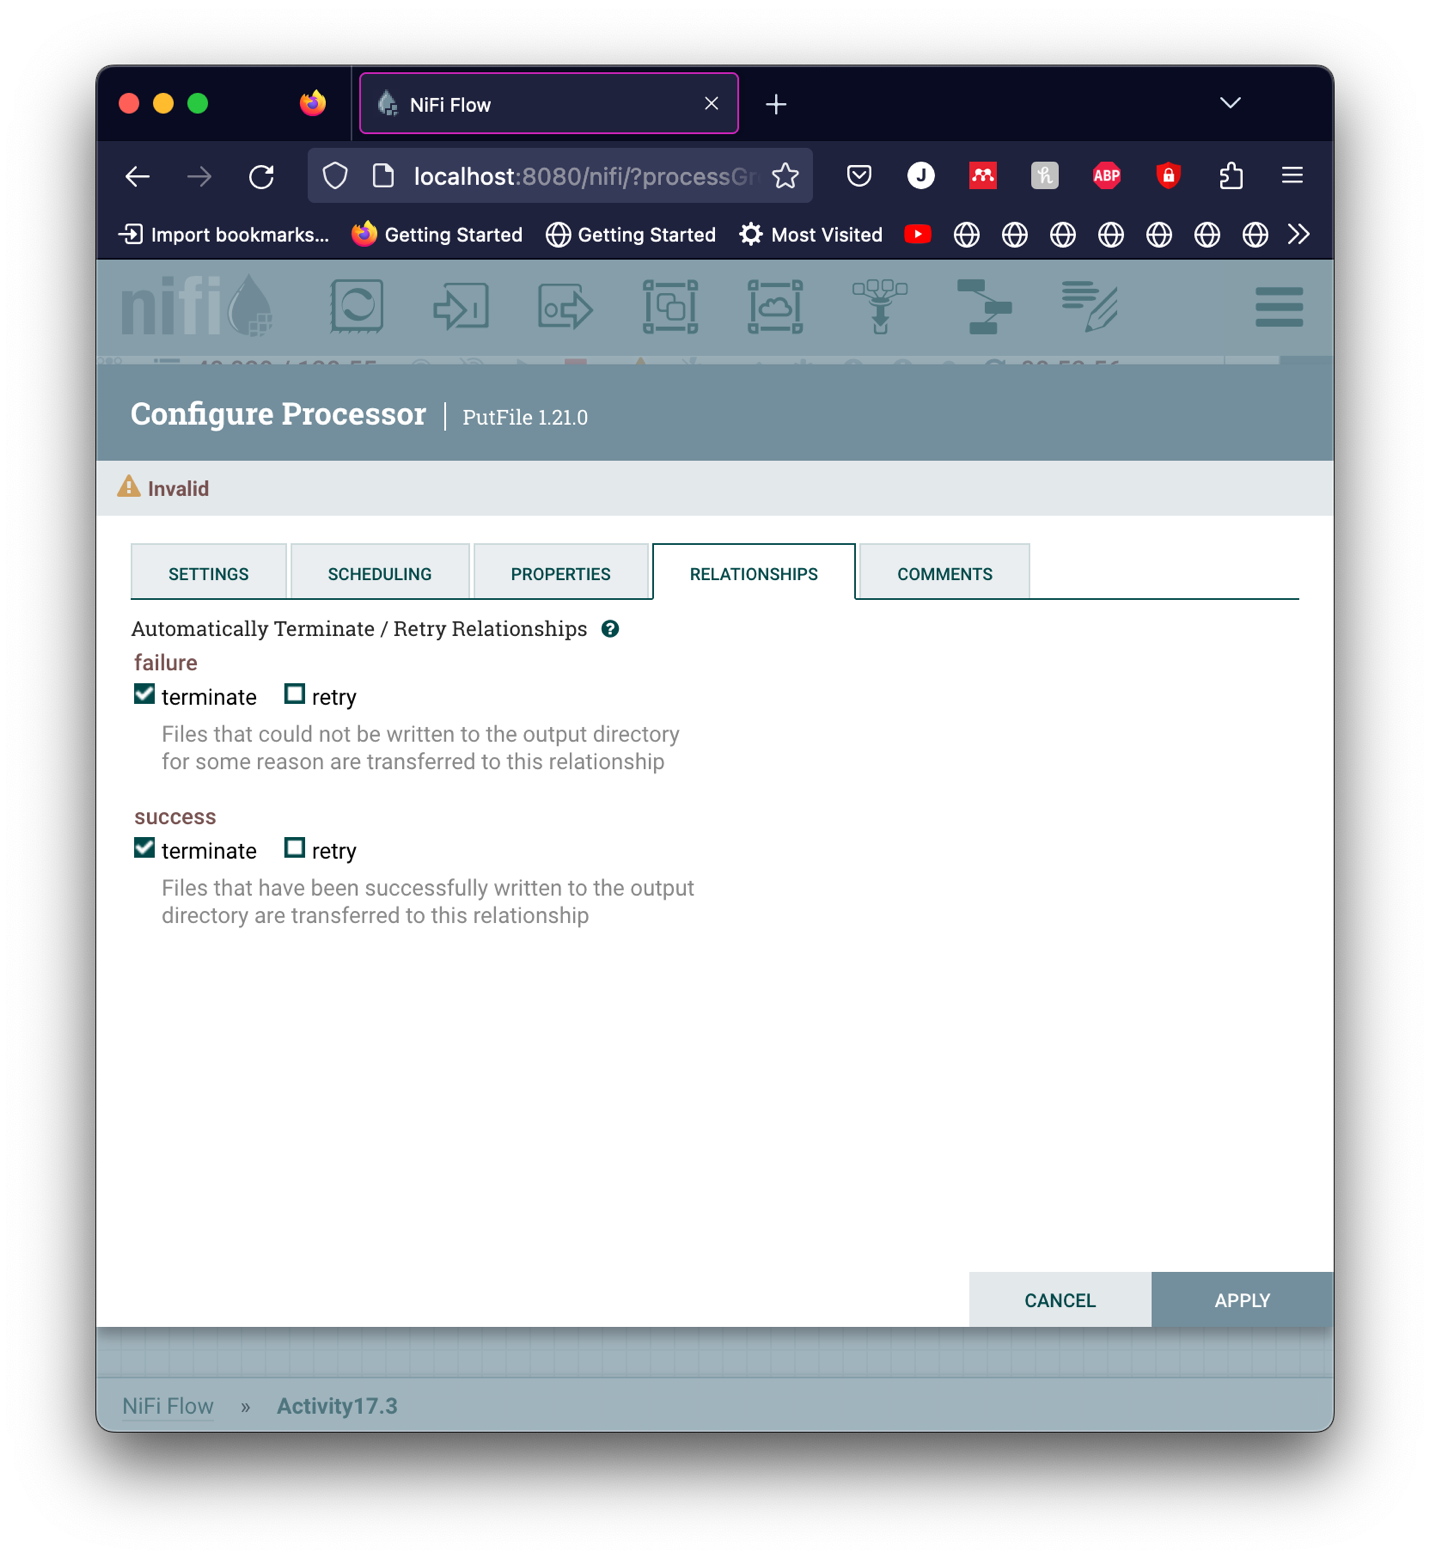 NiFi Flow
localhost:8080/nifi/?processGr
J
ABP
Import bookmarks...
Getting Started
Getting Started
Most Visited
nifi
Configure Processor | PutFile 1.21.0
Invalid
SETTINGS
SCHEDULING
PROPERTIES
RELATIONSHIPS
COMMENTS
Automatically Terminate / Retry Relationships
failure
terminate
retry
Files that could not be written to the output directory
for some reason are transferred to this relationship
success
terminate
retry
Files that have been successfully written to the output
directory are transferred to this relationship
CANCEL
APPLY
NiFi Flow » Activity17.3